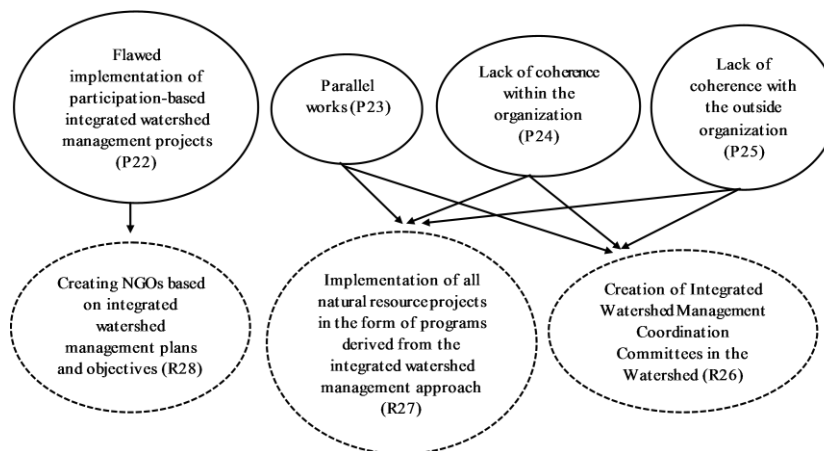 Flawed
implementation of
participation-based
integrated watershed
management projects
(P22)
Parallel
works (P23)
Lack of coherence
within the
organization
(P24)
Lack of
coherence with
the outside
organization
(P25)
Creating NGOs based
on integrated
watershed
management plans
and objectives (R28)
Implementation of all
natural resource projects
in the form of programs
derived from the
integrated watershed
management approach
(R27)
Creation of Integrated
Watershed Management
Coordination
Committees in the
Watershed (R26)